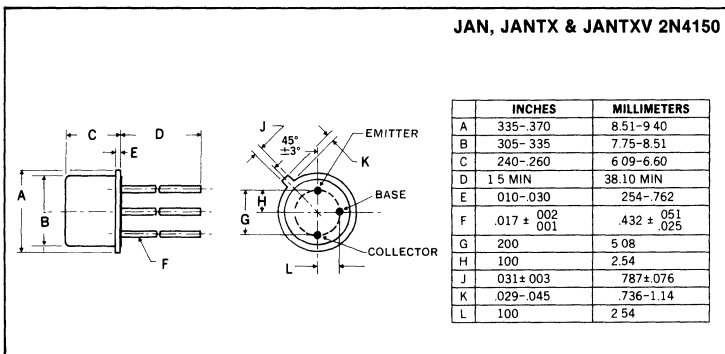 JAN, JANTX & JANTXV 2N4150
C
D
E
A
B
F
J
45°
±3°
EMITTER
K
H
G
BASE
COLLECTOR
L
INCHES MILLIMETERS
A 335-.370 8.51-9 40
B 305- 335 7.75-8.51
C 240-.260 6 09-6.60
D 1 5 MIN 38.10 MIN
E 010-.030 .254-.762
F .017 ± 002 001 .432 ± 051 .025
G 200 5 08
H 100 2.54
J 031± 003 787±.076
K .029-.045 .736-1.14
L 100 2 54